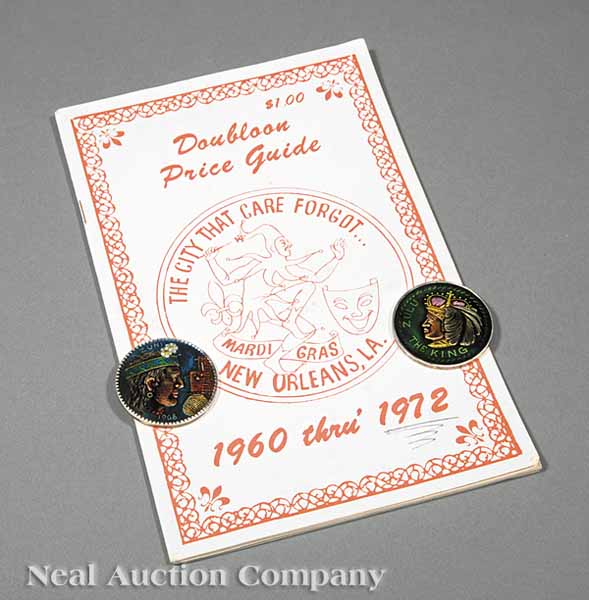 $1.00
Doubloon
Price Guide
THE CITY THAT CARE FORGOT...
MARDI GRAS
NEW ORLEANS, LA.
1960 thru' 1972
1968
ZULU
THE KING
Neal Auction Company